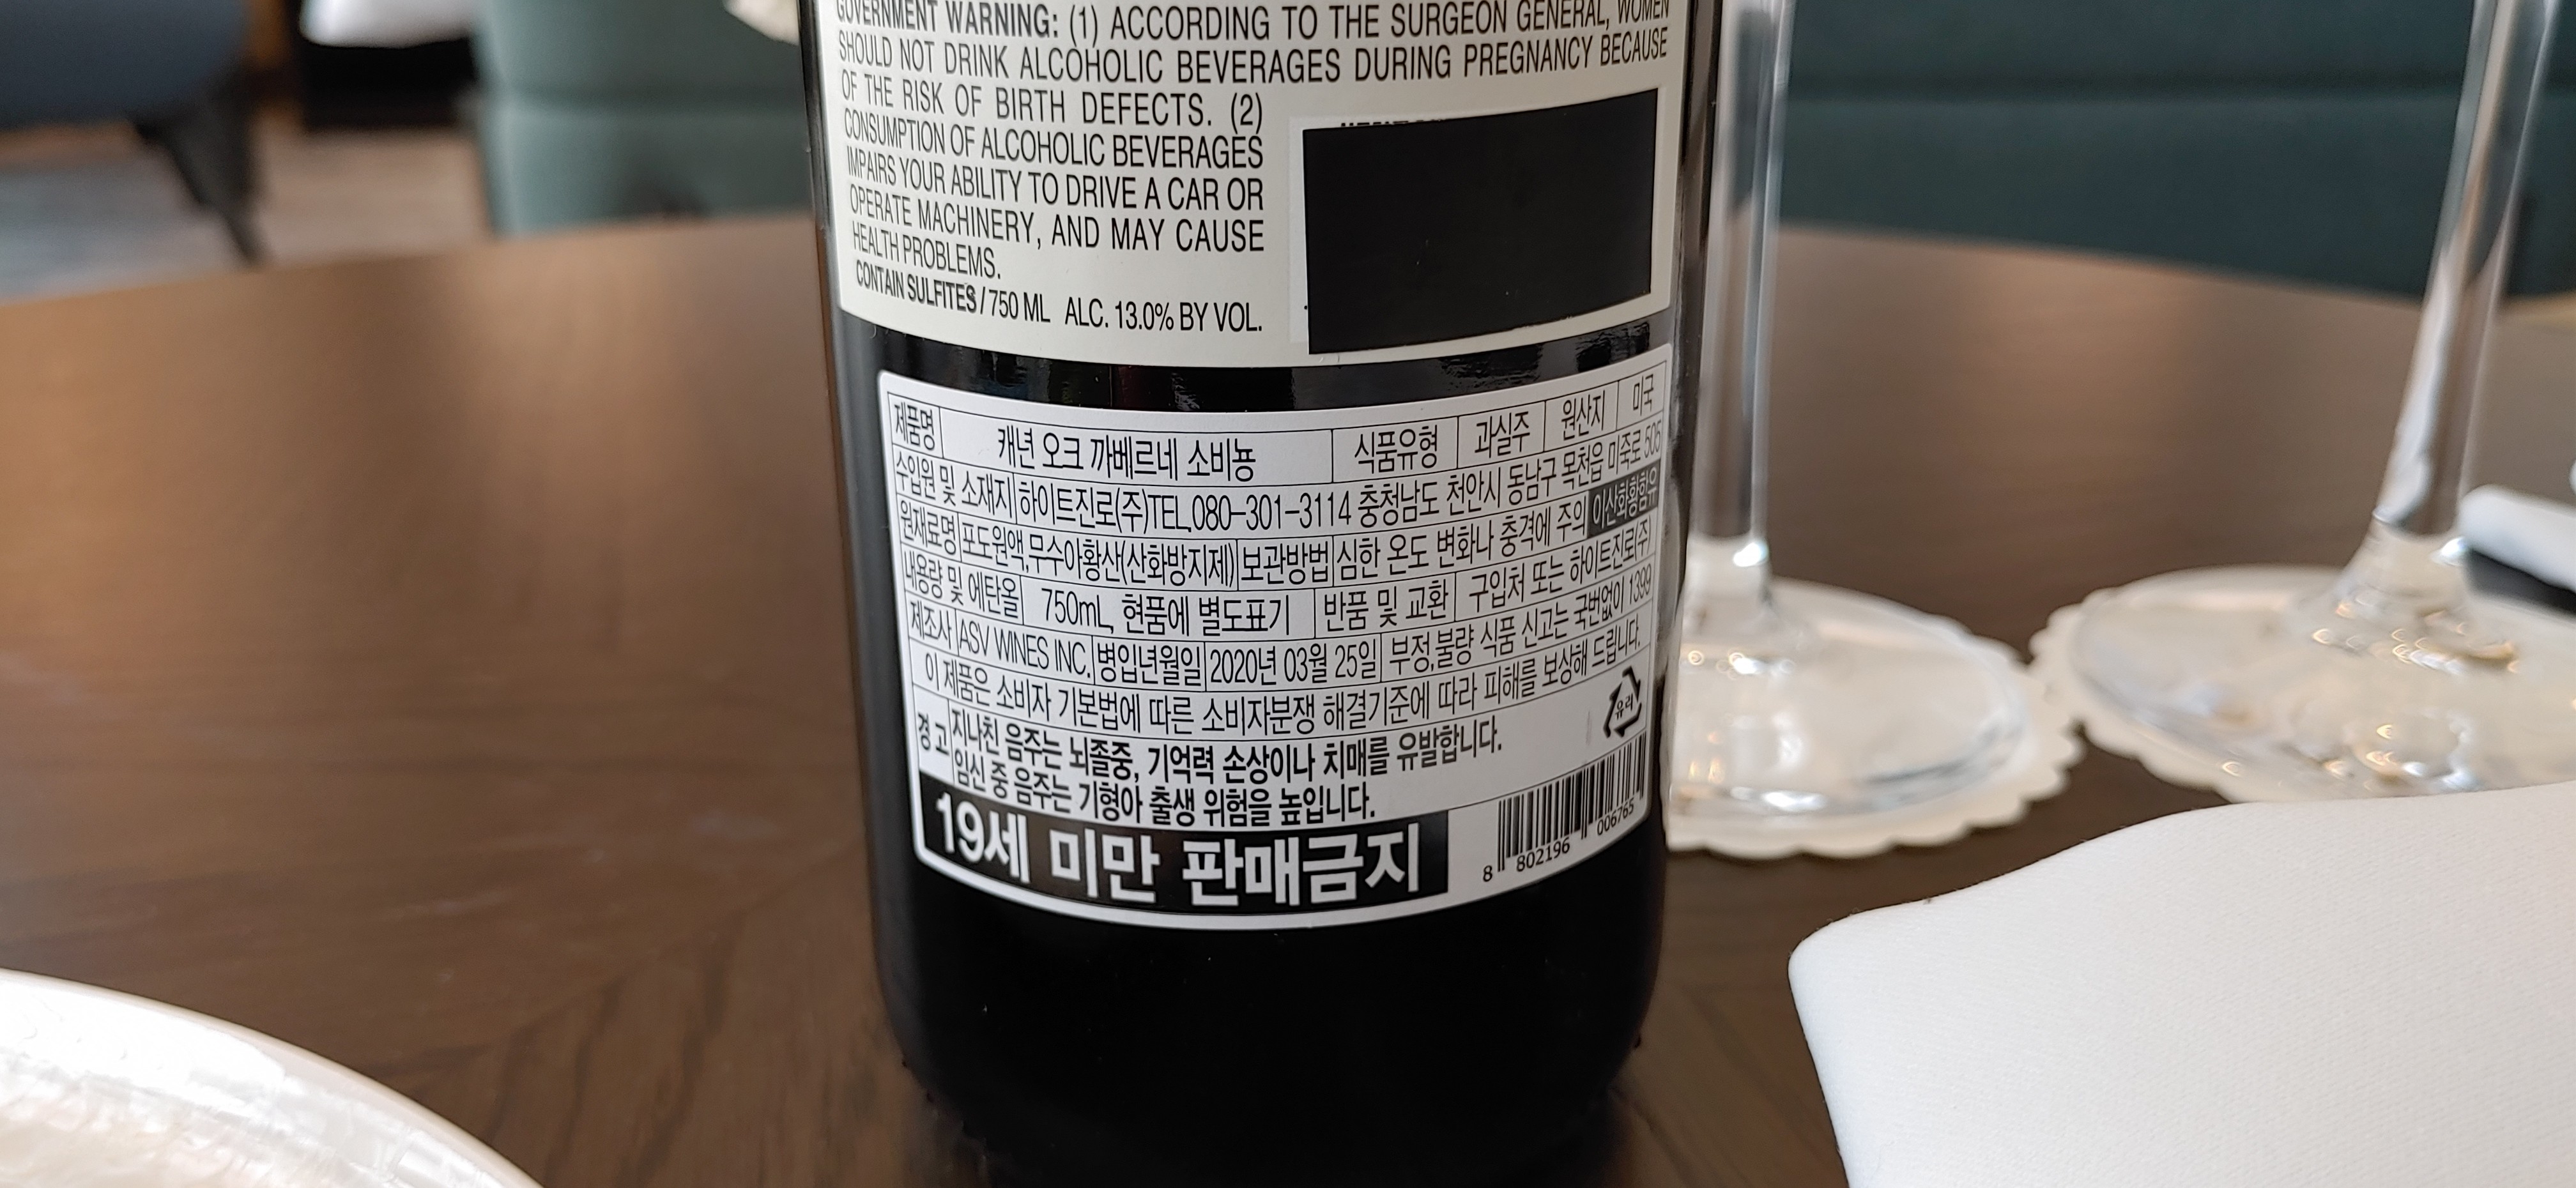 GOVERNMENT WARNING: (1) ACCORDING TO THE SURGEON GENERAL, WOMEN
SHOULD NOT DRINK ALCOHOLIC BEVERAGES DURING PREGNANCY BECAUSE
OF THE RISK OF BIRTH DEFECTS. (2)
CONSUMPTION OF ALCOHOLIC BEVERAGES
IMPAIRS YOUR ABILITY TO DRIVE A CAR OR
OPERATE MACHINERY, AND MAY CAUSE
HEALTH PROBLEMS.
CONTAIN SULFITES / 750 ML ALC. 13.0% BY VOL.
제품명 캐년 오크 까베르네 소비뇽 식품유형 과실주 원산지 미국
수입원 및 소재지 하이트진로(주)TEL.080-301-3114 충청남도 천안시 동남구 목천읍 미죽로 505
원재료명 포도원액,무수아황산(산화방지제) 보관방법 심한 온도 변화나 충격에 주의 이산화황함유
내용량 및 에탄올 750mL, 현품에 별도표기 반품 및 교환 구입처 또는 하이트진로(주)
제조사 ASV WINES INC. 병입년월일 2020년 03월 25일 부정,불량 식품 신고는 국번없이 1399
이 제품은 소비자 기본법에 따른 소비자분쟁 해결기준에 따라 피해를 보상해 드립니다.
경고 지나친 음주는 뇌졸중, 기억력 손상이나 치매를 유발합니다.
임신 중 음주는 기형아 출생 위험을 높입니다.
유리
19세 미만 판매금지
8 802196 006765